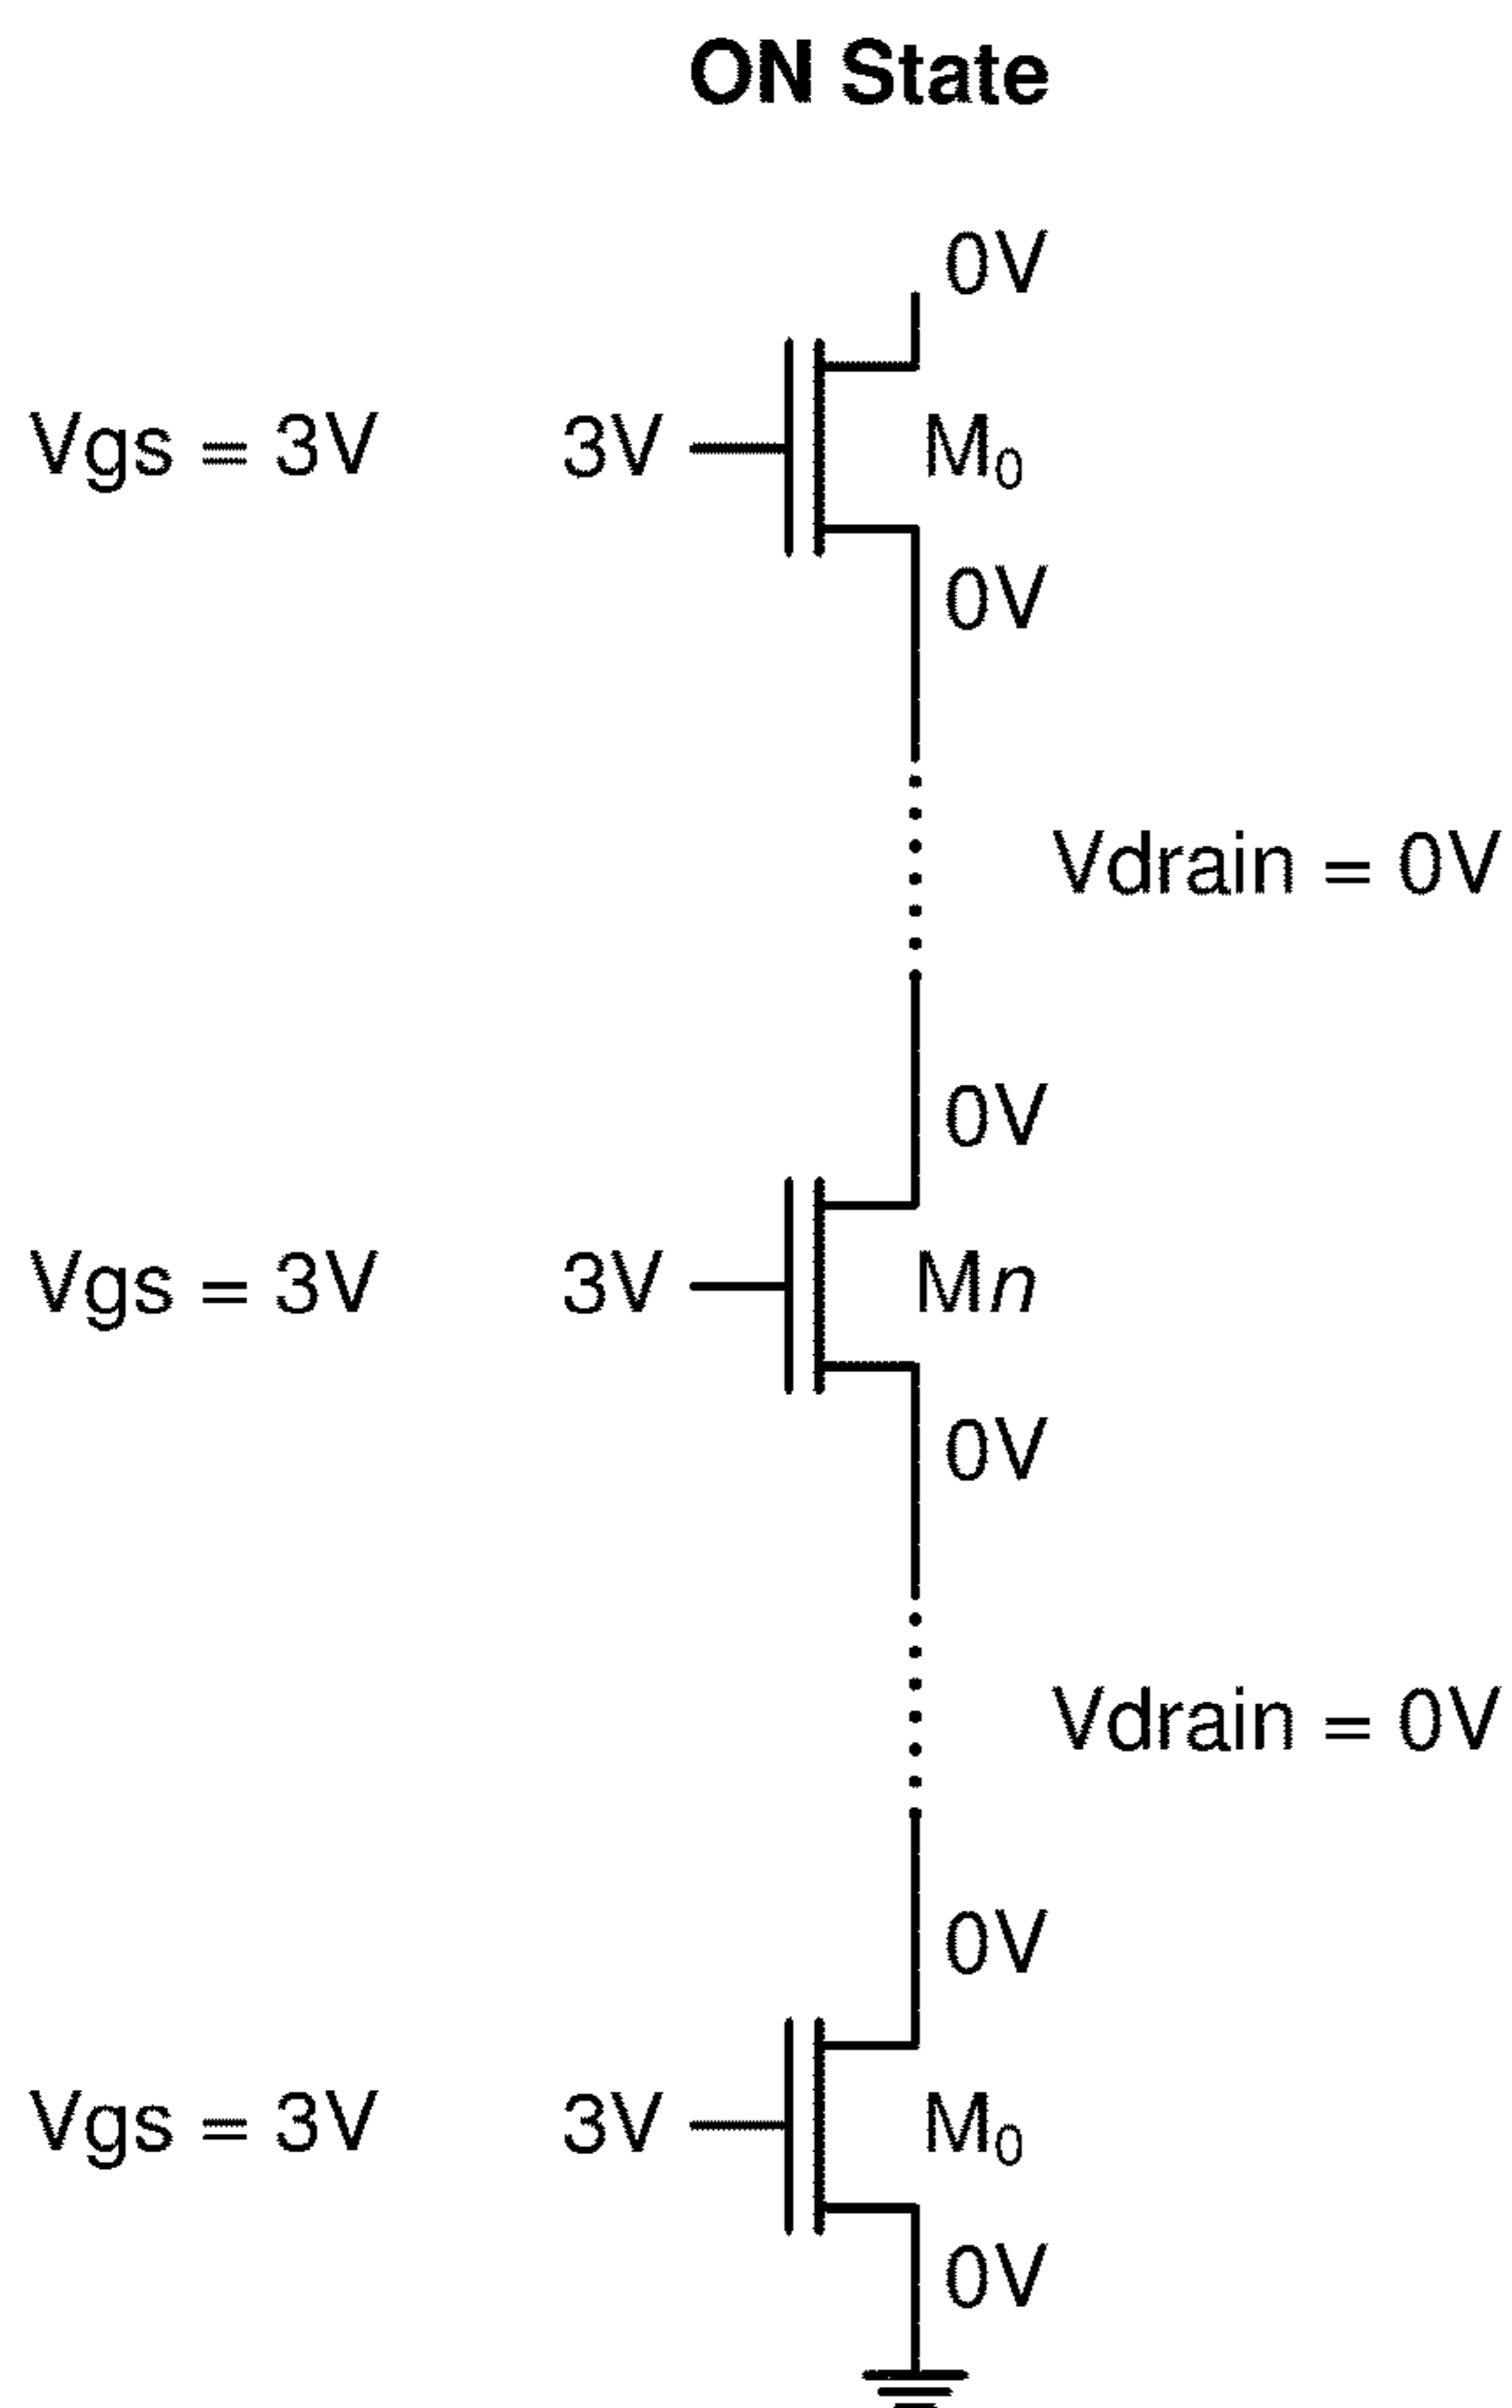 ON State
0V
Vgs = 3V 3V M₀
0V
Vdrain = 0V
0V
Vgs = 3V 3V Mn
0V
Vdrain = 0V
0V
Vgs = 3V 3V M₀
0V